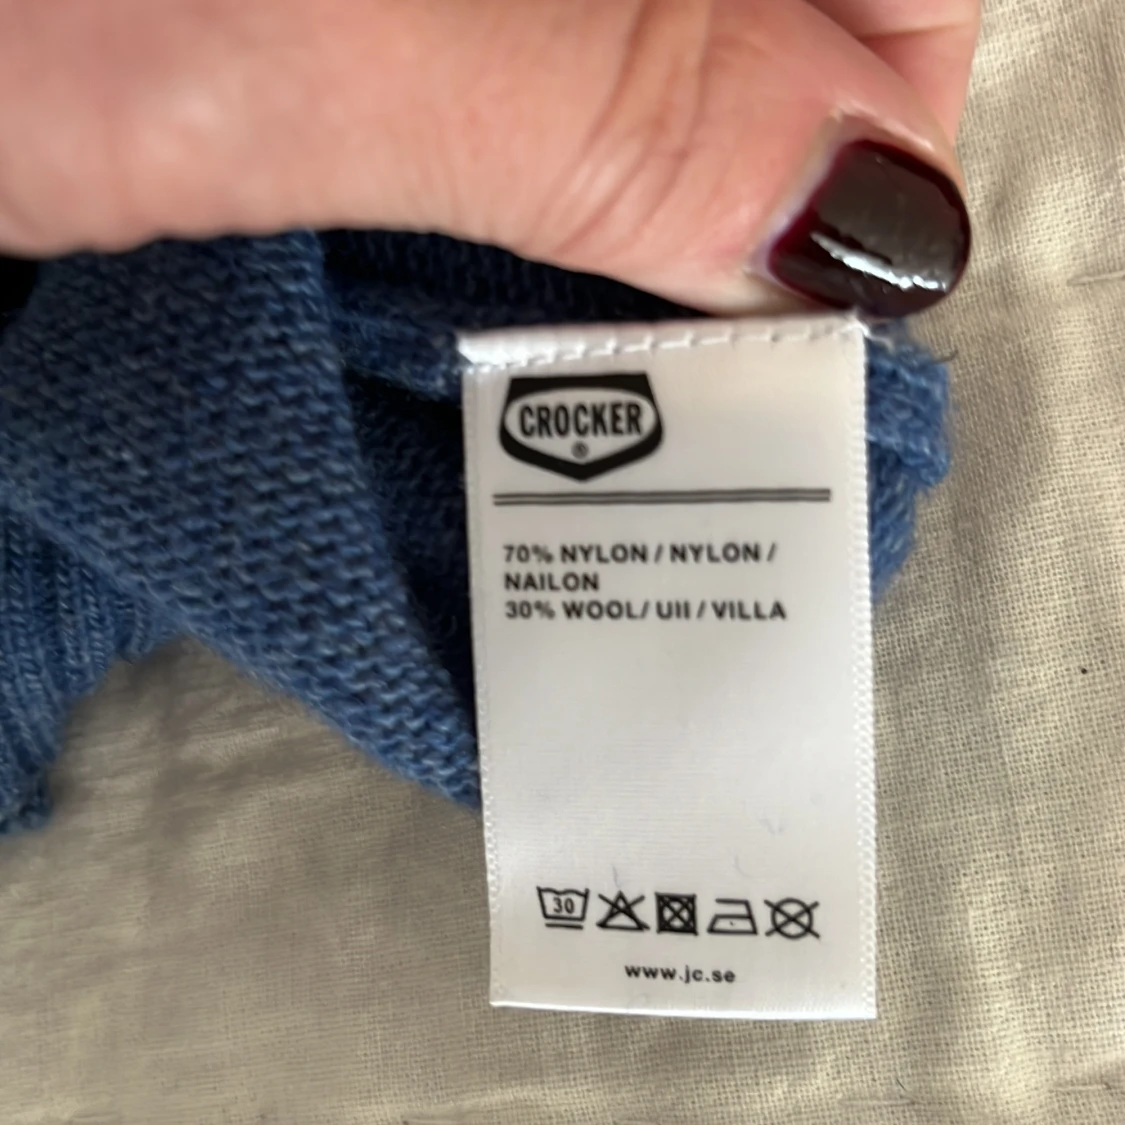 CROCKER
®
70% NYLON / NYLON /
NAILON
30% WOOL/ UII / VILLA
30
www.jc.se